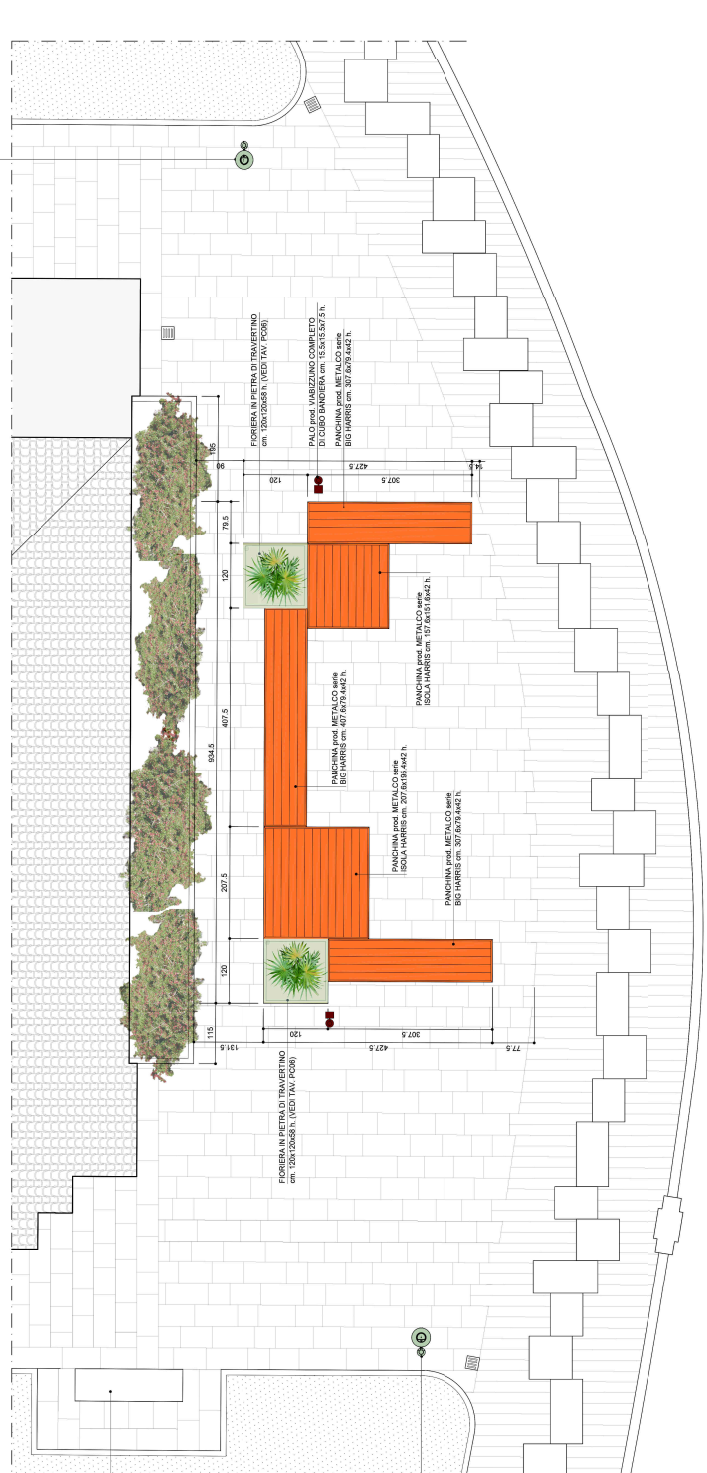 FIORIERA IN PIETRA DI TRAVERTINO
cm. 120x120x58 h. (VEDI TAV. PC06)
PALO prod. VIABIZZUNO COMPLETO
DI CUBO BANDIERA cm. 15.5x15.5x7.5 h.
PANCHINA prod. METALCO serie
BIG HARRIS cm. 307.6x79.4x42 h.
195
90
427.5
14.5
120
307.5
79.5
120
407.5
934.5
207.5
120
115
PANCHINA prod. METALCO serie
ISOLA HARRIS cm. 157.6x151.6x42 h.
PANCHINA prod. METALCO serie
BIG HARRIS cm. 407.6x79.4x42 h.
PANCHINA prod. METALCO serie
ISOLA HARRIS cm. 207.6x195.4x42 h.
PANCHINA prod. METALCO serie
BIG HARRIS cm. 307.6x79.4x42 h.
120
307.5
131.5
427.5
77.5
FIORIERA IN PIETRA DI TRAVERTINO
cm. 120x120x58 h. (VEDI TAV. PC06)